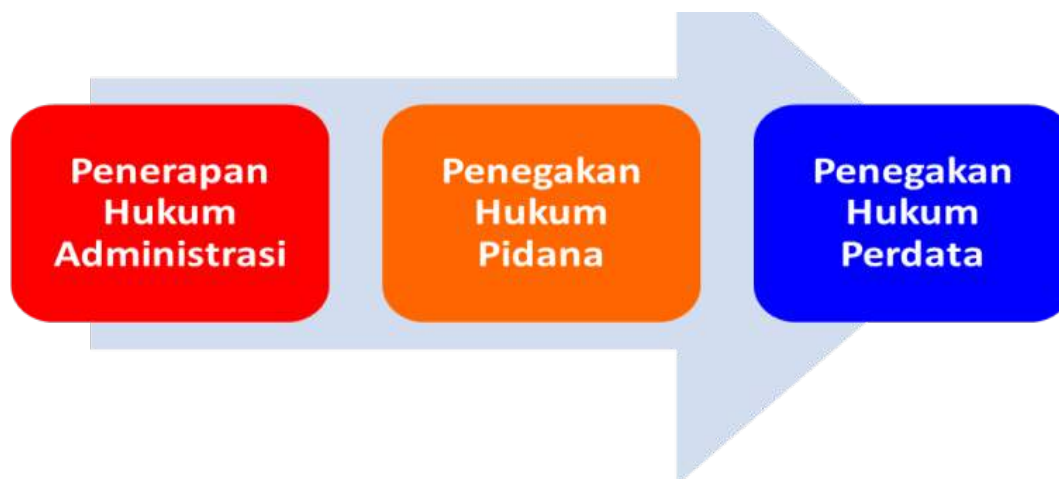 Penerapan
Hukum
Administrasi
Penegakan
Hukum
Pidana
Penegakan
Hukum
Perdata